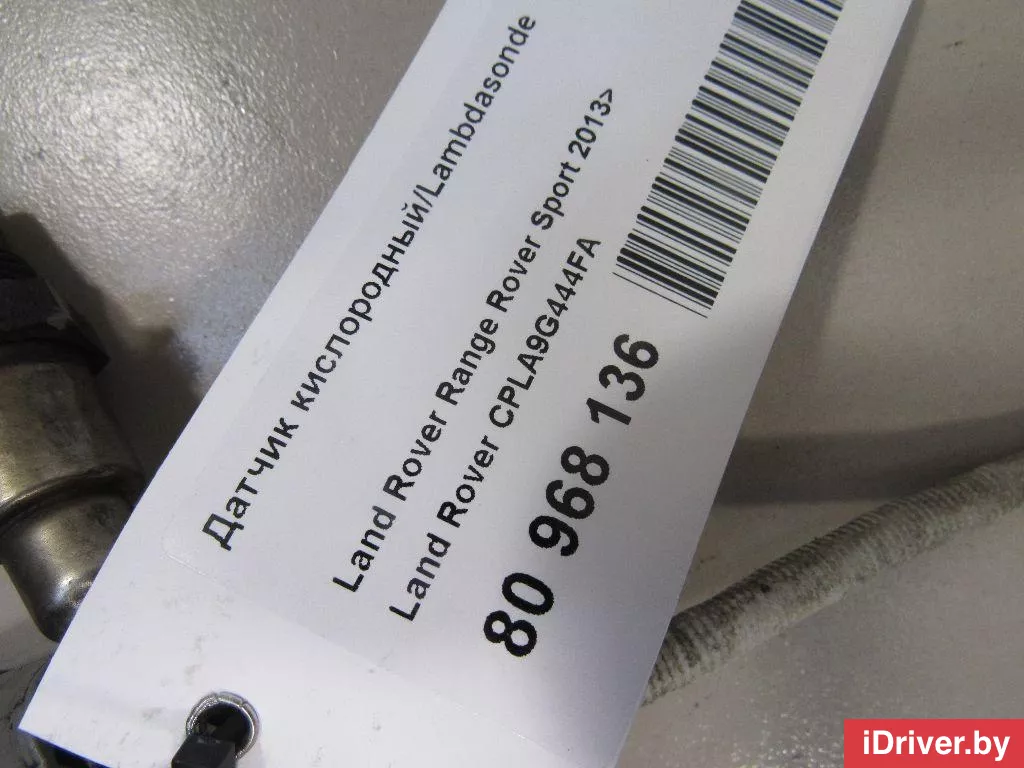 Датчик кислородный/Lambdasonde
Land Rover Range Rover Sport 2013>
Land Rover CPLA9G444FA
80 968 136
iDriver.by